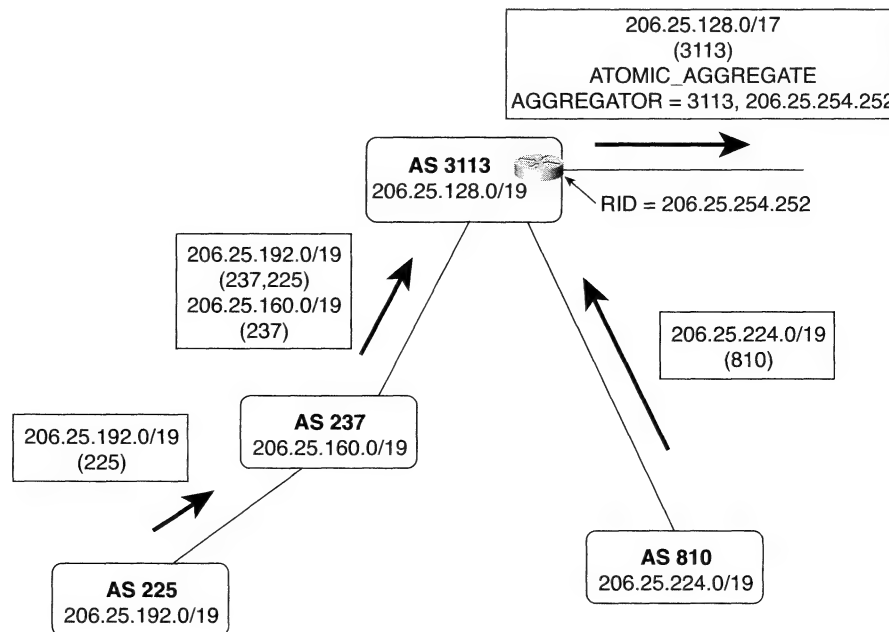 206.25.128.0/17
(3113)
ATOMIC_AGGREGATE
AGGREGATOR = 3113, 206.25.254.252
AS 3113
206.25.128.0/19
RID = 206.25.254.252
206.25.192.0/19
(237,225)
206.25.160.0/19
(237)
206.25.224.0/19
(810)
AS 237
206.25.160.0/19
206.25.192.0/19
(225)
AS 810
206.25.224.0/19
AS 225
206.25.192.0/19